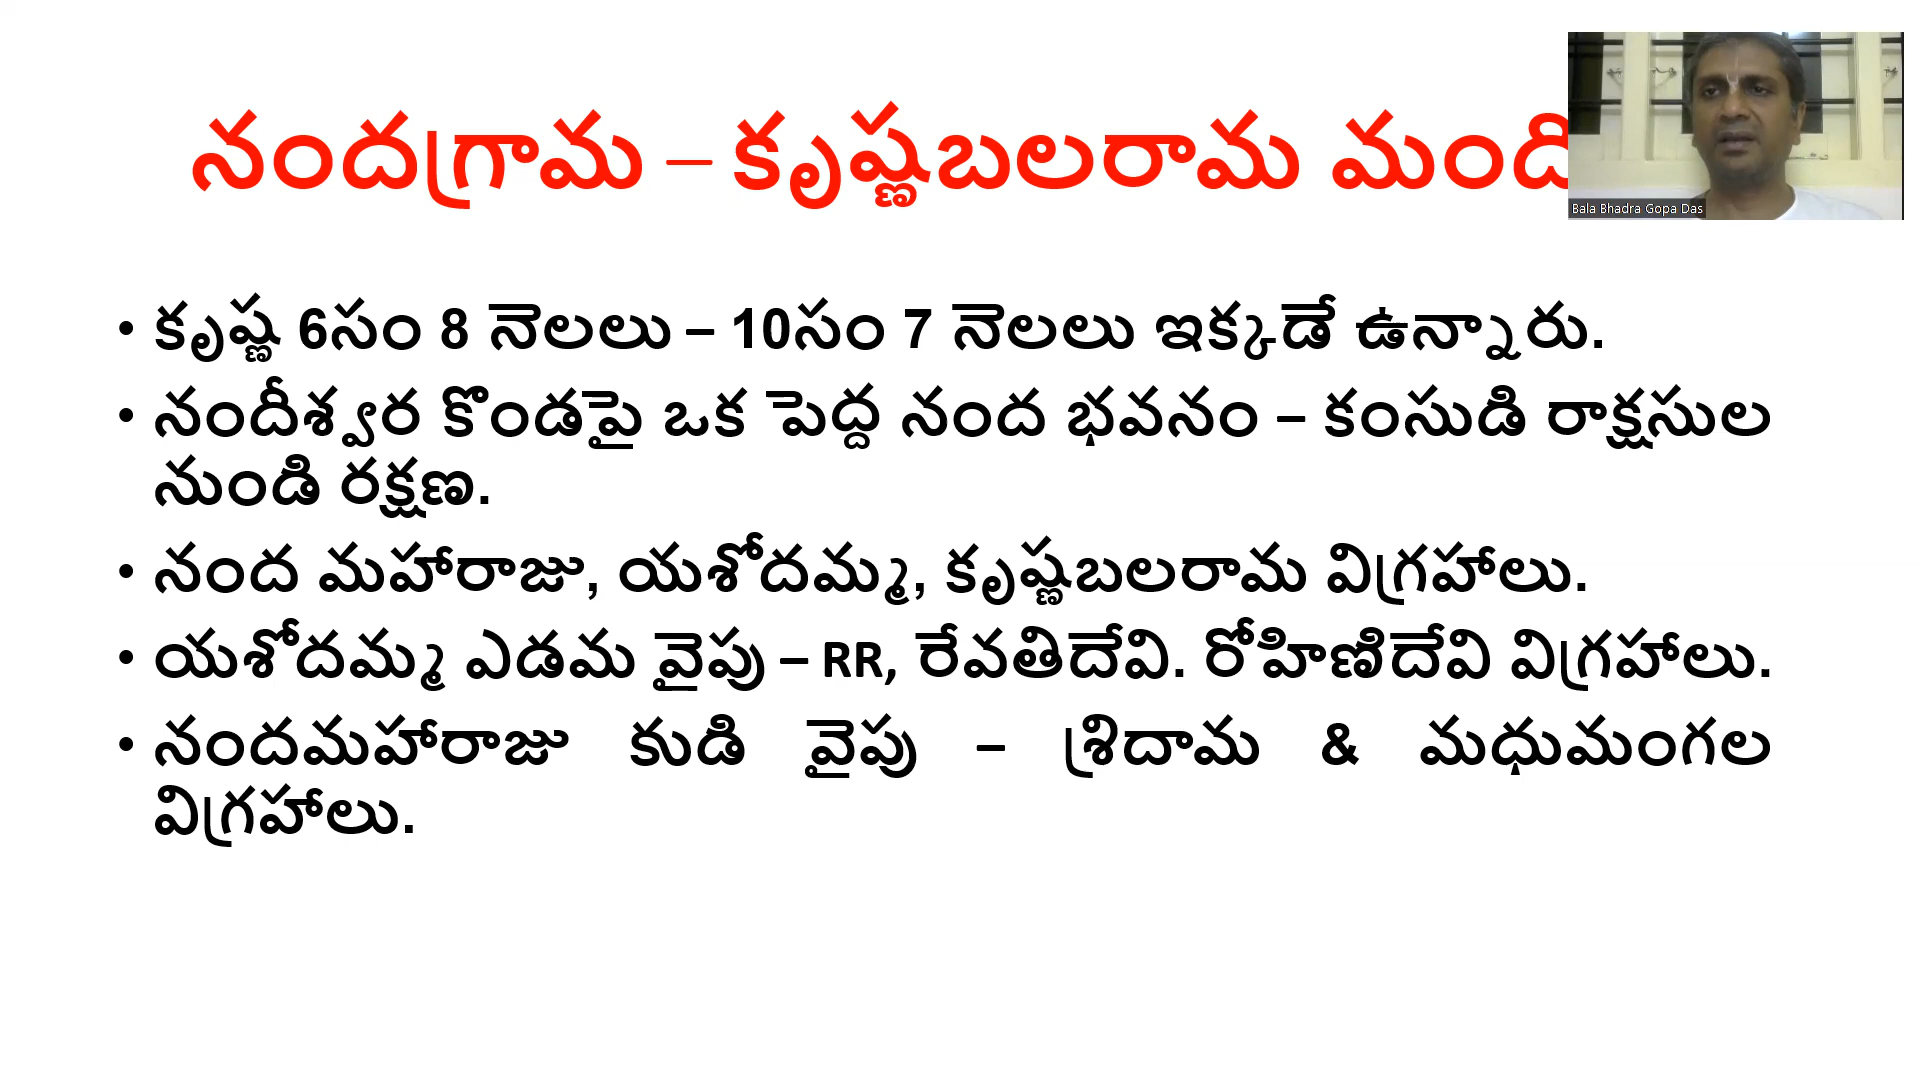 నందగ్రామ – కృష్ణబలరామ
Bala Bhadra Gopa Das
• కృష్ణ 6సం 8 నెలలు – 10సం 7 నెలలు ఇక్కడే ఉన్నారు.
• నందీశ్వర కొండపై ఒక పెద్ద నంద భవనం – కంసుడి రాక్షసుల
నుండి రక్షణ.
• నంద మహారాజు, యశోదమ్మ, కృష్ణబలరామ విగ్రహాలు.
• యశోదమ్మ ఎడమ వైపు – RR, రేవతిదేవి. రోహిణిదేవి విగ్రహాలు.
• నందమహారాజు కుడి వైపు – శ్రిదామ & మధుమంగల
విగ్రహాలు.